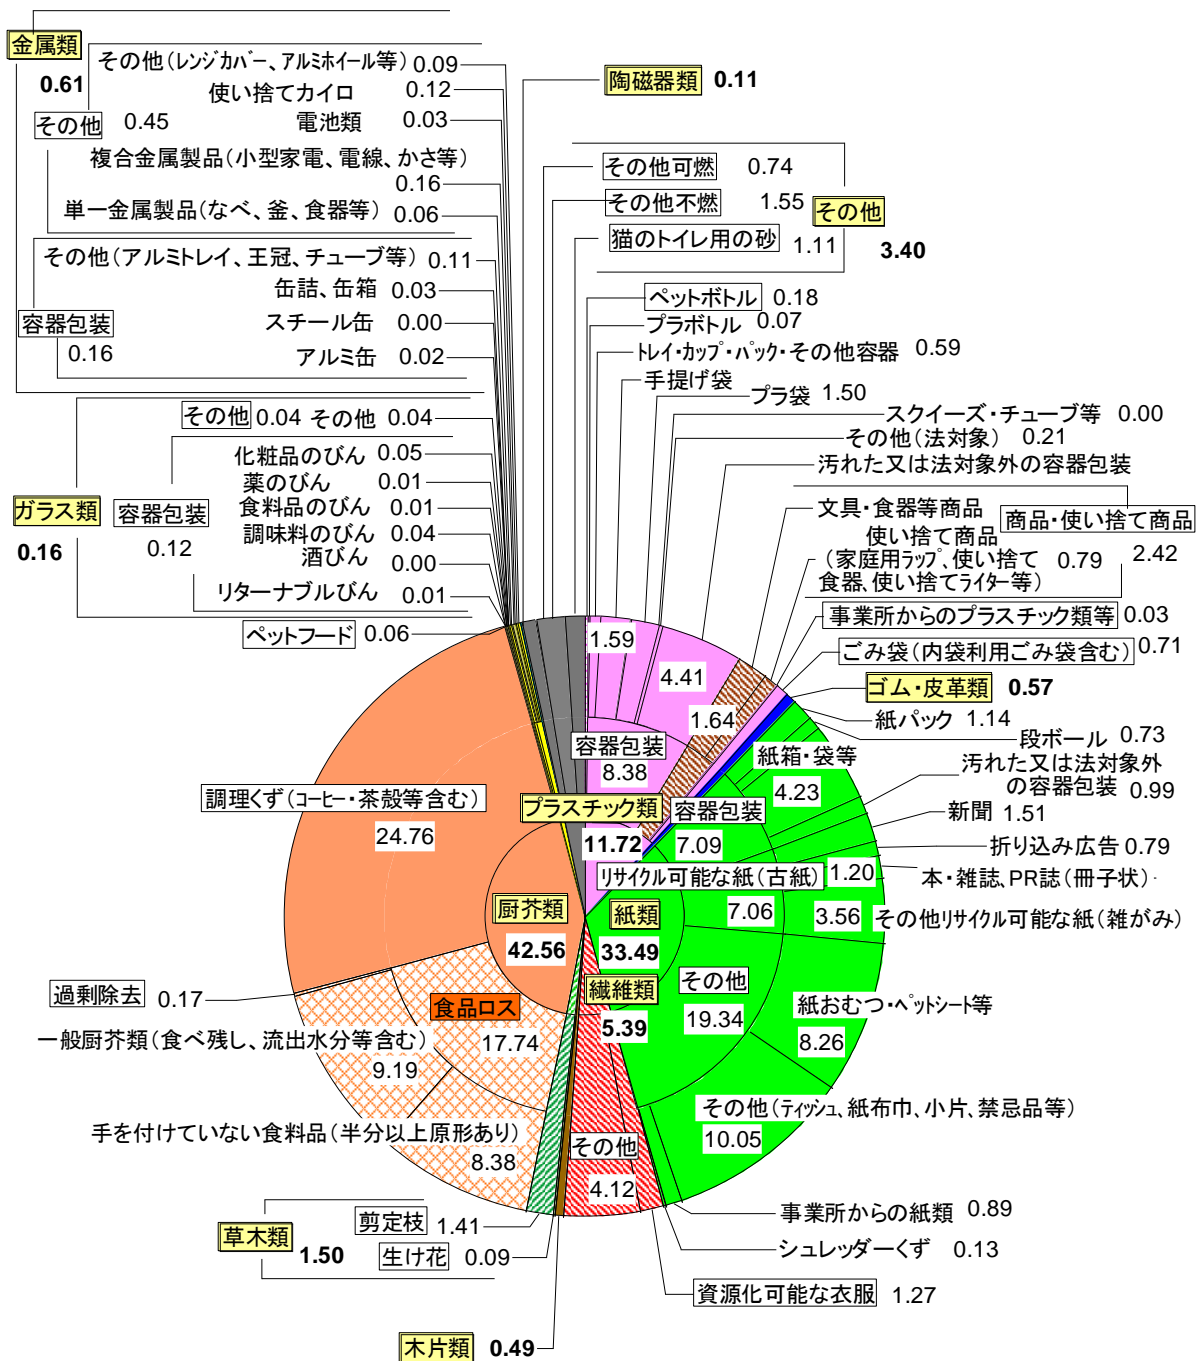 金属類
0.61
その他(レンジカバー、アルミホイール等) 0.09
使い捨てカイロ 0.12
その他 0.45
電池類 0.03
複合金属製品(小型家電、電線、かさ等)
0.16
単一金属製品(なべ、釜、食器等) 0.06
その他(アルミトレイ、王冠、チューブ等) 0.11
缶詰、缶箱 0.03
容器包装
0.16
スチール缶 0.00
アルミ缶 0.02
その他 0.04 その他 0.04
化粧品のびん 0.05
薬のびん 0.01
ガラス類
0.16
容器包装
0.12
食料品のびん 0.01
調味料のびん 0.04
酒びん 0.00
リターナブルびん 0.01
ペットフード 0.06
陶磁器類 0.11
その他可燃 0.74
その他不燃 1.55
その他
3.40
猫のトイレ用の砂 1.11
ペットボトル 0.18
プラボトル 0.07
トレイ・カップ・パック・その他容器 0.59
手提げ袋
プラ袋 1.50
スクイーズ・チューブ等 0.00
その他(法対象) 0.21
汚れた又は法対象外の容器包装
文具・食器等商品
商品・使い捨て商品
2.42
使い捨て商品
(家庭用ラップ、使い捨て 0.79
食器、使い捨てライター等)
事業所からのプラスチック類等 0.03
ごみ袋(内袋利用ごみ袋含む) 0.71
ゴム・皮革類 0.57
紙パック 1.14
段ボール 0.73
汚れた又は法対象外
の容器包装 0.99
新聞 1.51
折り込み広告 0.79
本・雑誌、PR誌(冊子状)
1.20
その他リサイクル可能な紙(雑がみ)
3.56
1.59
4.41
1.64
容器包装
8.38
紙箱・袋等
4.23
プラスチック類
11.72
容器包装
7.09
リサイクル可能な紙(古紙)
7.06
調理くず(コーヒー・茶殻等含む)
24.76
厨芥類
42.56
紙類
33.49
繊維類
5.39
その他
19.34
紙おむつ・ペットシート等
8.26
その他(ティッシュ、紙布巾、小片、禁忌品等)
10.05
過剰除去 0.17
食品ロス
17.74
一般厨芥類(食べ残し、流出水分等含む)
9.19
手を付けていない食料品(半分以上原形あり)
8.38
その他
4.12
事業所からの紙類 0.89
シュレッダーくず 0.13
資源化可能な衣服 1.27
草木類
1.50
剪定枝 1.41
生け花 0.09
木片類 0.49